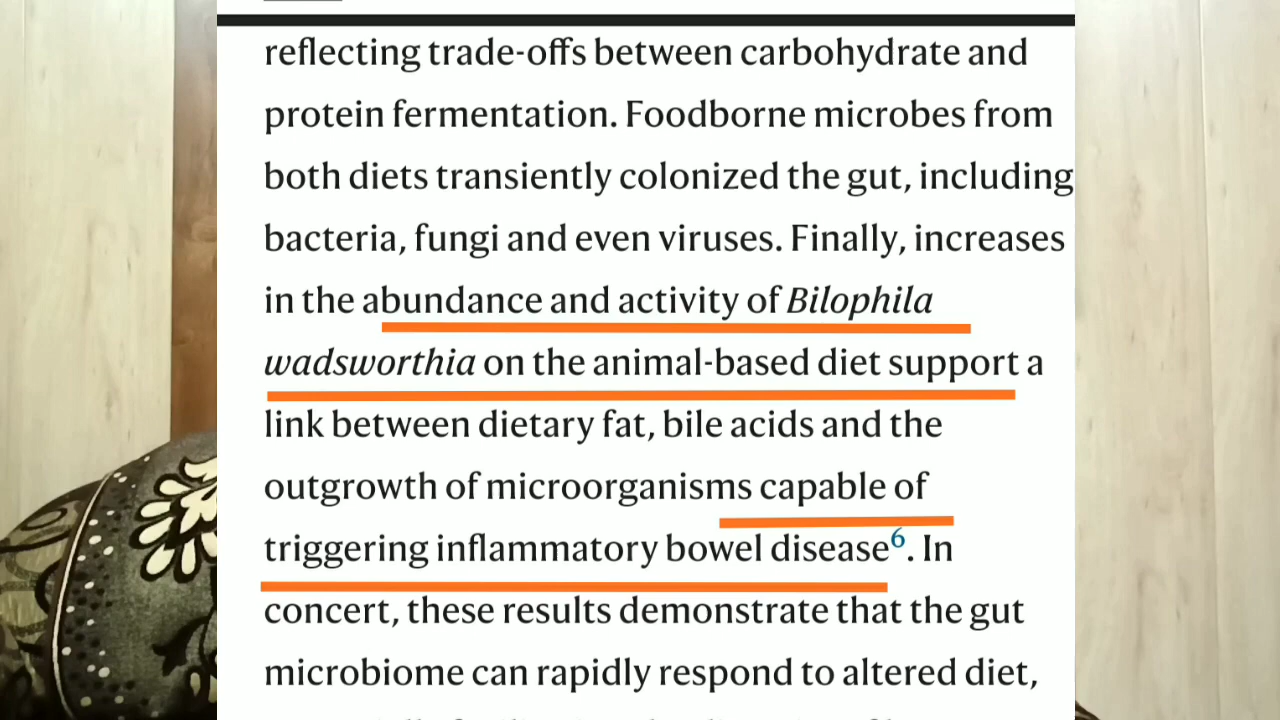 reflecting trade-offs between carbohydrate and
protein fermentation. Foodborne microbes from
both diets transiently colonized the gut, including
bacteria, fungi and even viruses. Finally, increases
in the abundance and activity of Bilophila
wadsworthia on the animal-based diet support a
link between dietary fat, bile acids and the
outgrowth of microorganisms capable of
triggering inflammatory bowel disease6. In
concert, these results demonstrate that the gut
microbiome can rapidly respond to altered diet,